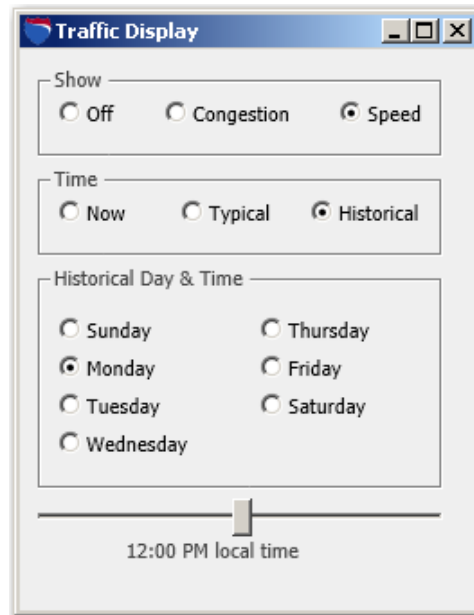 Traffic Display
Show
Off Congestion Speed
Time
Now Typical Historical
Historical Day & Time
Sunday Thursday
Monday Friday
Tuesday Saturday
Wednesday
12:00 PM local time